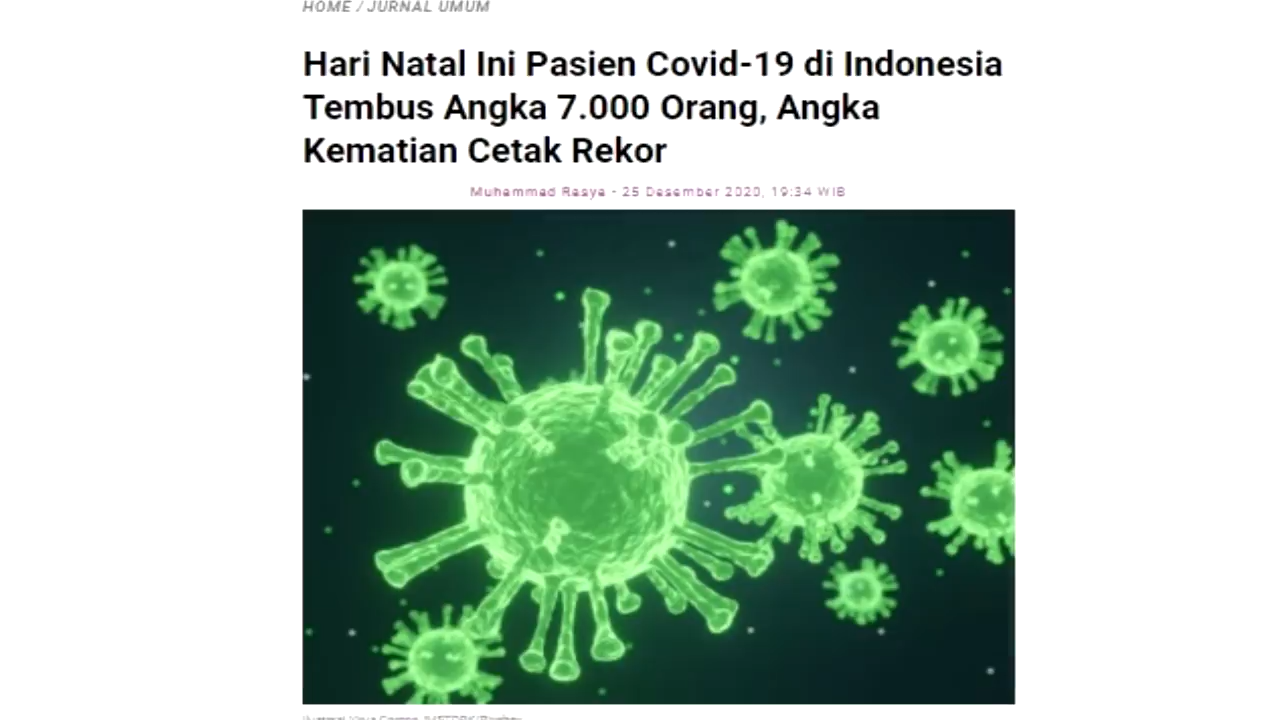 HOME / JURNAL UMUM
Hari Natal Ini Pasien Covid-19 di Indonesia
Tembus Angka 7.000 Orang, Angka
Kematian Cetak Rekor
Muhammad Rasya - 25 Desember 2020, 19:34 WIB